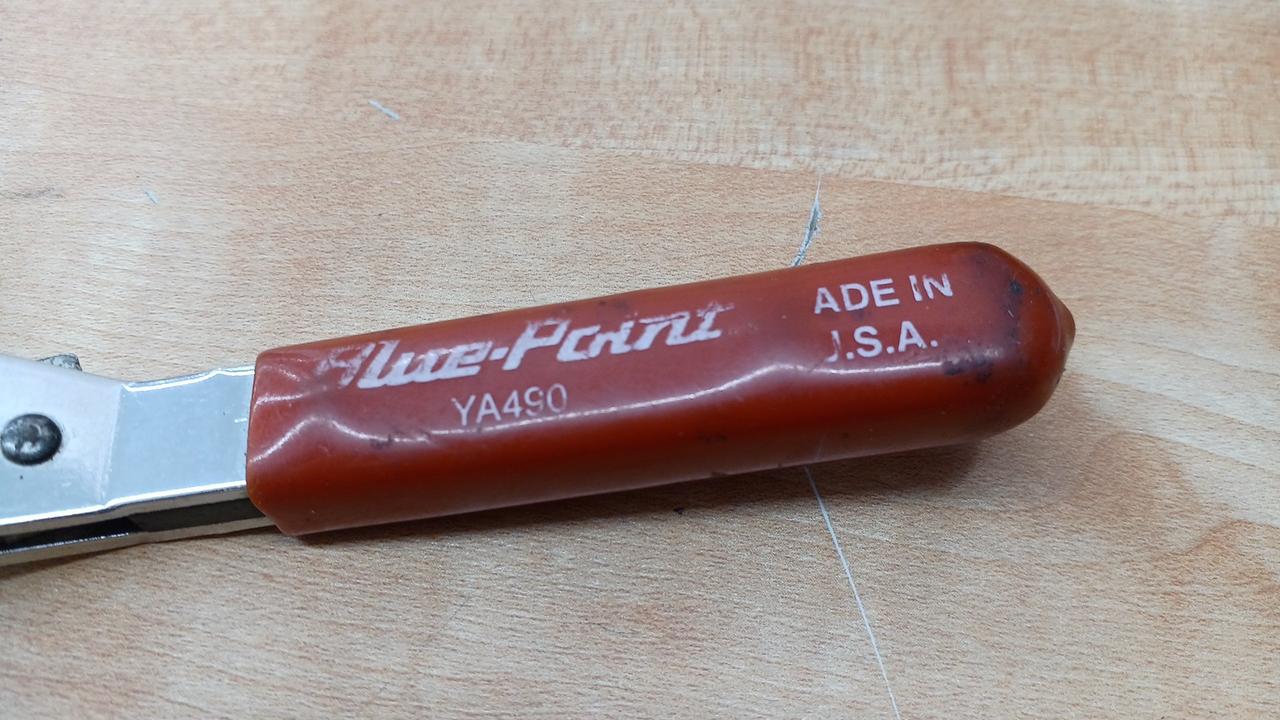 Blue-Point
YA490
ADE IN
.S.A.